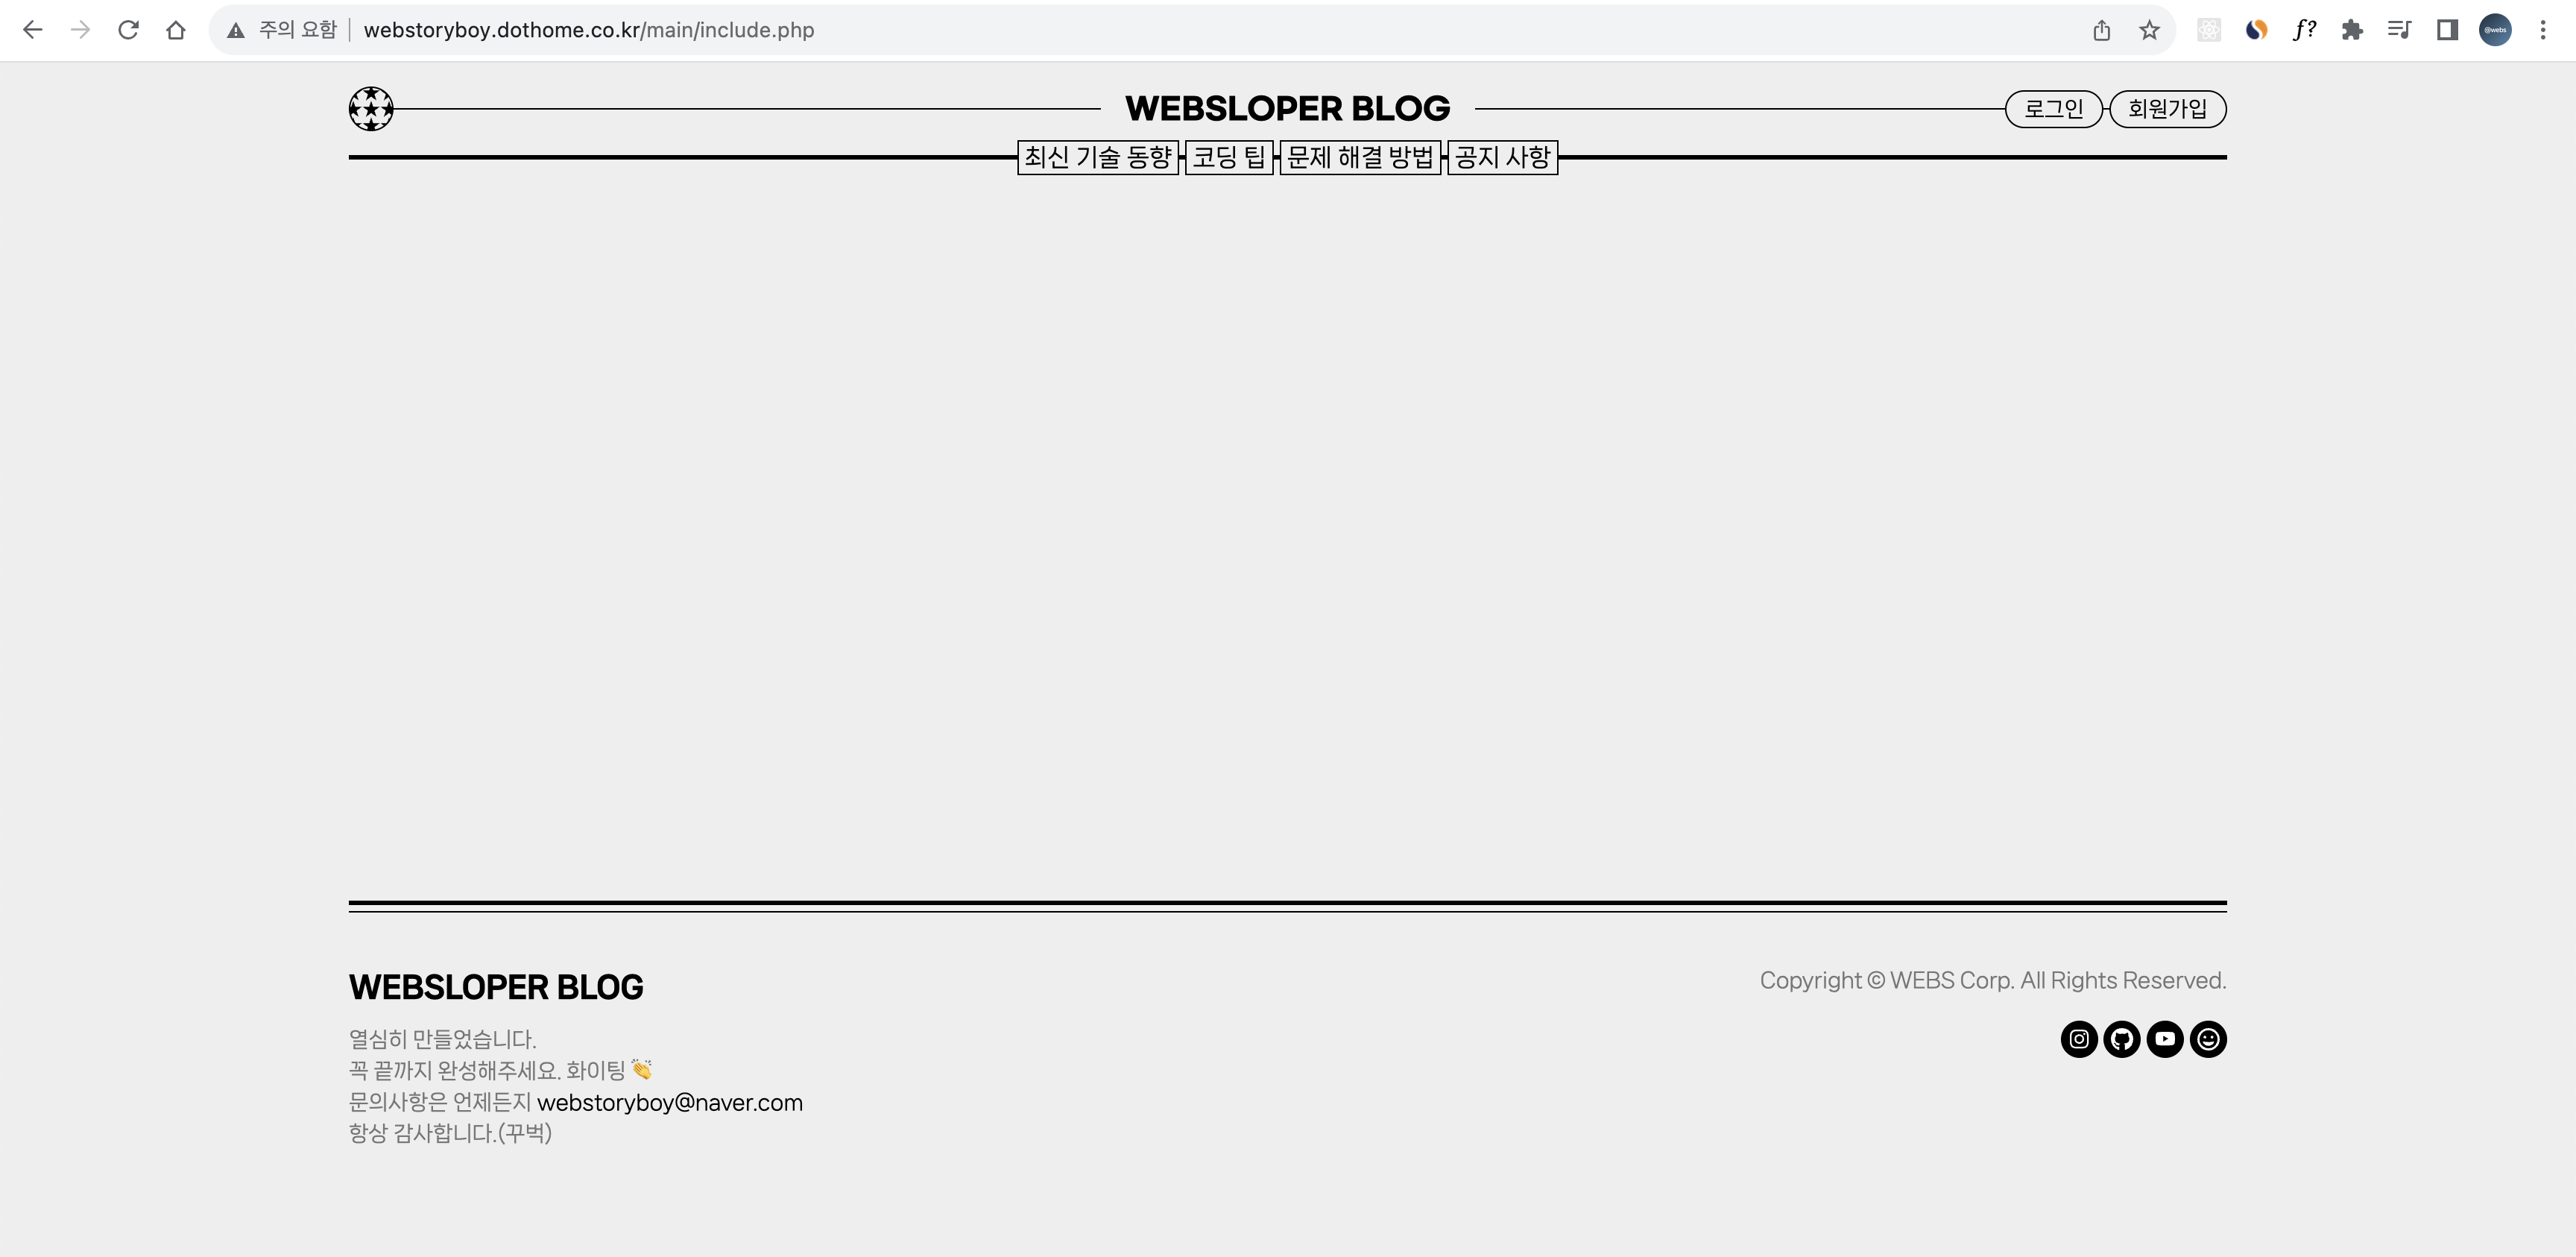 주의 요함 webstoryboy.dothome.co.kr/main/include.php
f?
@webs
WEBSLOPER BLOG
로그인 회원가입
최신 기술 동향 코딩 팁 문제 해결 방법 공지 사항
WEBSLOPER BLOG
열심히 만들었습니다.
꼭 끝까지 완성해주세요. 화이팅 👏
문의사항은 언제든지 webstoryboy@naver.com
항상 감사합니다.(꾸벅)
Copyright © WEBS Corp. All Rights Reserved.